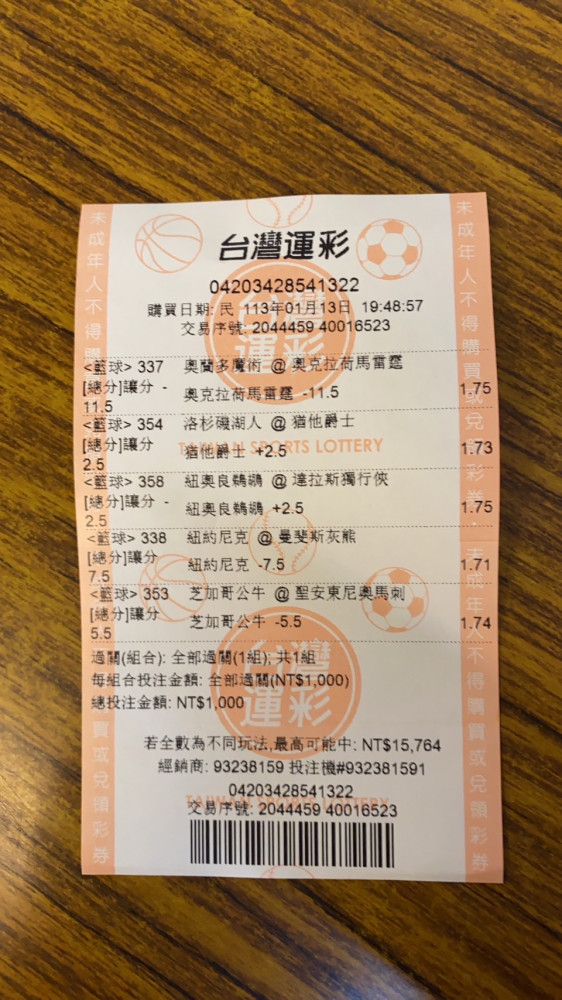 台灣運彩
04203428541322
購買日期: 民 113年01月13日 19:48:57
交易序號: 2044459 40016523
<籃球> 337 奧蘭多魔術 @ 奧克拉荷馬雷霆
[總分]讓分 - 奧克拉荷馬雷霆 -11.5 1.75
11.5
<籃球> 354 洛杉磯湖人 @ 猶他爵士
[總分]讓分 猶他爵士 +2.5 1.73
2.5
TAIWAN SPORTS LOTTERY
<籃球> 358 紐奧良鵜鶘 @ 達拉斯獨行俠
[總分]讓分 - 紐奧良鵜鶘 +2.5 1.75
2.5
<籃球> 338 紐約尼克 @ 曼斐斯灰熊
[總分]讓分 紐約尼克 -7.5 1.71
7.5
<籃球> 353 芝加哥公牛 @ 聖安東尼奧馬刺
[總分]讓分 芝加哥公牛 -5.5 1.74
5.5
過關(組合): 全部過關(1組); 共1組
每組合投注金額: 全部過關(NT$1,000)
總投注金額: NT$1,000
台灣運彩
若全數為不同玩法,最高可能中: NT$15,764
經銷商: 93238159 投注機#932381591
04203428541322
交易序號: 2044459 40016523
未成年人不得購買或兌領彩券